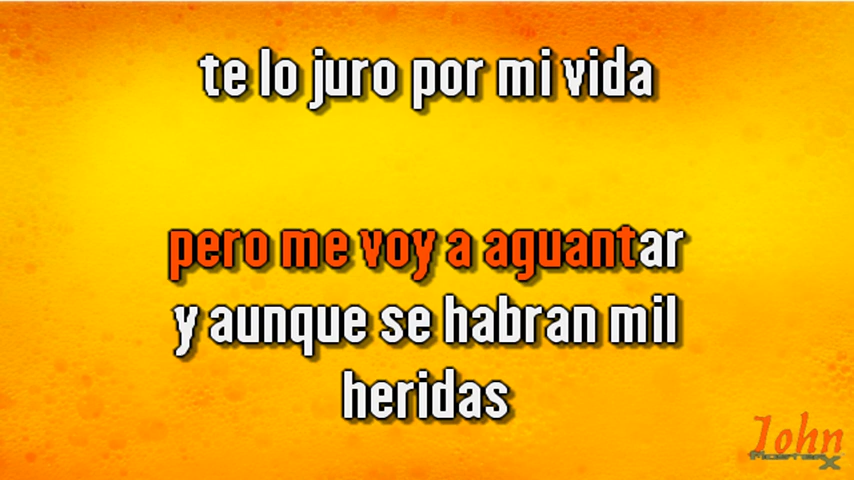 te lo juro por mi vida
pero me voy a aguantar
y aunque se habran mil
heridas
John